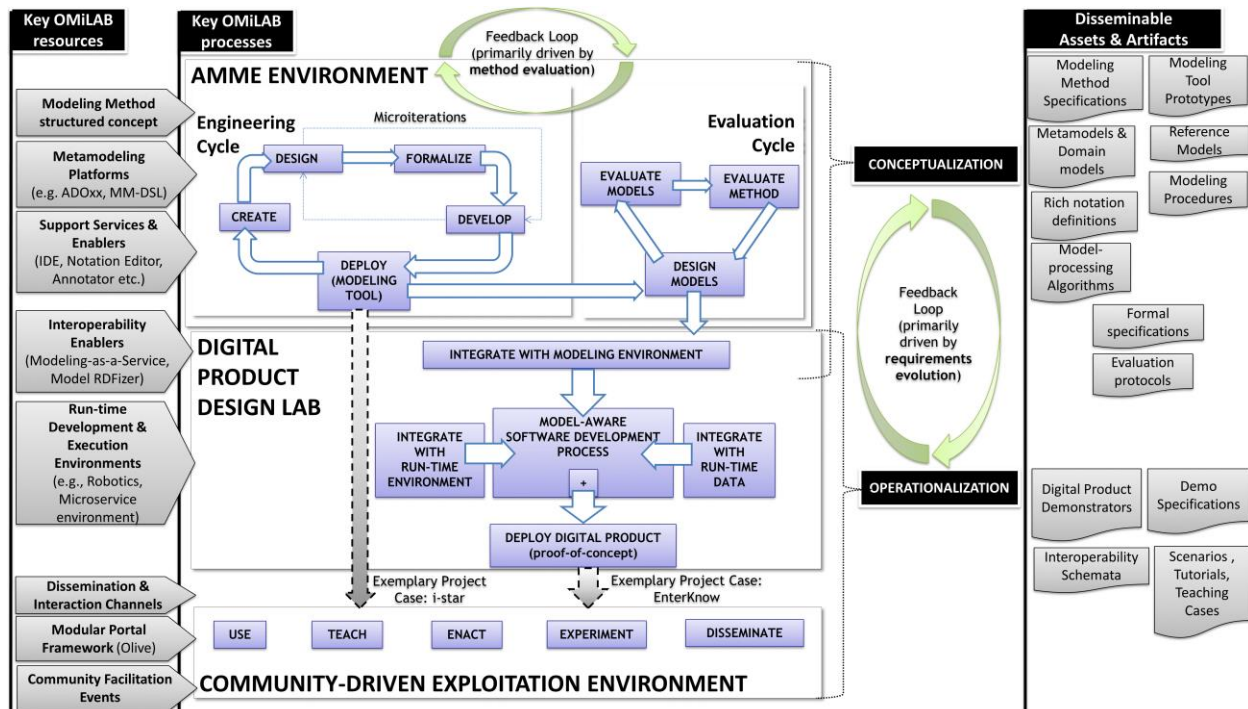 Key OMiLAB
resources
Modeling Method
structured concept
Metamodeling
Platforms
(e.g. ADOxx, MM-DSL)
Support Services &
Enablers
(IDE, Notation Editor,
Annotator etc.)
Interoperability
Enablers
(Modeling-as-a-Service,
Model RDFizer)
Run-time
Development &
Execution
Environments
(e.g., Robotics,
Microservice
environment)
Dissemination &
Interaction Channels
Modular Portal
Framework (Olive)
Community Facilitation
Events
Key OMiLAB
processes
Feedback Loop
(primarily driven by
method evaluation)
AMME ENVIRONMENT
Engineering
Cycle
Microiterations
DESIGN
FORMALIZE
CREATE
DEVELOP
DEPLOY
(MODELING
TOOL)
Evaluation
Cycle
EVALUATE
MODELS
EVALUATE
METHOD
DESIGN
MODELS
DIGITAL
PRODUCT
DESIGN LAB
INTEGRATE WITH MODELING ENVIRONMENT
INTEGRATE
WITH
RUN-TIME
ENVIRONMENT
MODEL-AWARE
SOFTWARE DEVELOPMENT
PROCESS
+
INTEGRATE
WITH
RUN-TIME
DATA
DEPLOY DIGITAL PRODUCT
(proof-of-concept)
Exemplary Project
Case: i-star
Exemplary Project Case:
EnterKnow
USE
TEACH
ENACT
EXPERIMENT
DISSEMINATE
COMMUNITY-DRIVEN EXPLOITATION ENVIRONMENT
CONCEPTUALIZATION
Feedback
Loop
(primarily
driven by
requirements
evolution)
OPERATIONALIZATION
Disseminable
Assets & Artifacts
Modeling
Method
Specifications
Modeling
Tool
Prototypes
Metamodels &
Domain
models
Reference
Models
Rich notation
definitions
Modeling
Procedures
Model-
processing
Algorithms
Formal
specifications
Evaluation
protocols
Digital Product
Demonstrators
Demo
Specifications
Interoperability
Schemata
Scenarios ,
Tutorials,
Teaching
Cases